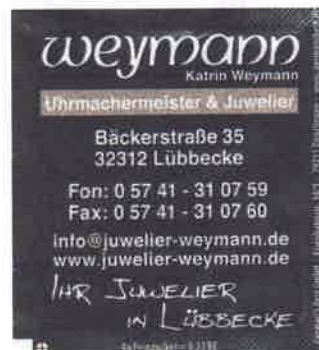 weymann
Katrin Weymann
Uhrmachermeister & Juwelier
Bäckerstraße 35
32312 Lübbecke
Fon: 0 57 41 - 31 07 59
Fax: 0 57 41 - 31 07 60
info@juwelier-weymann.de
www.juwelier-weymann.de
IHR JUWELIER
IN LÜBBECKE